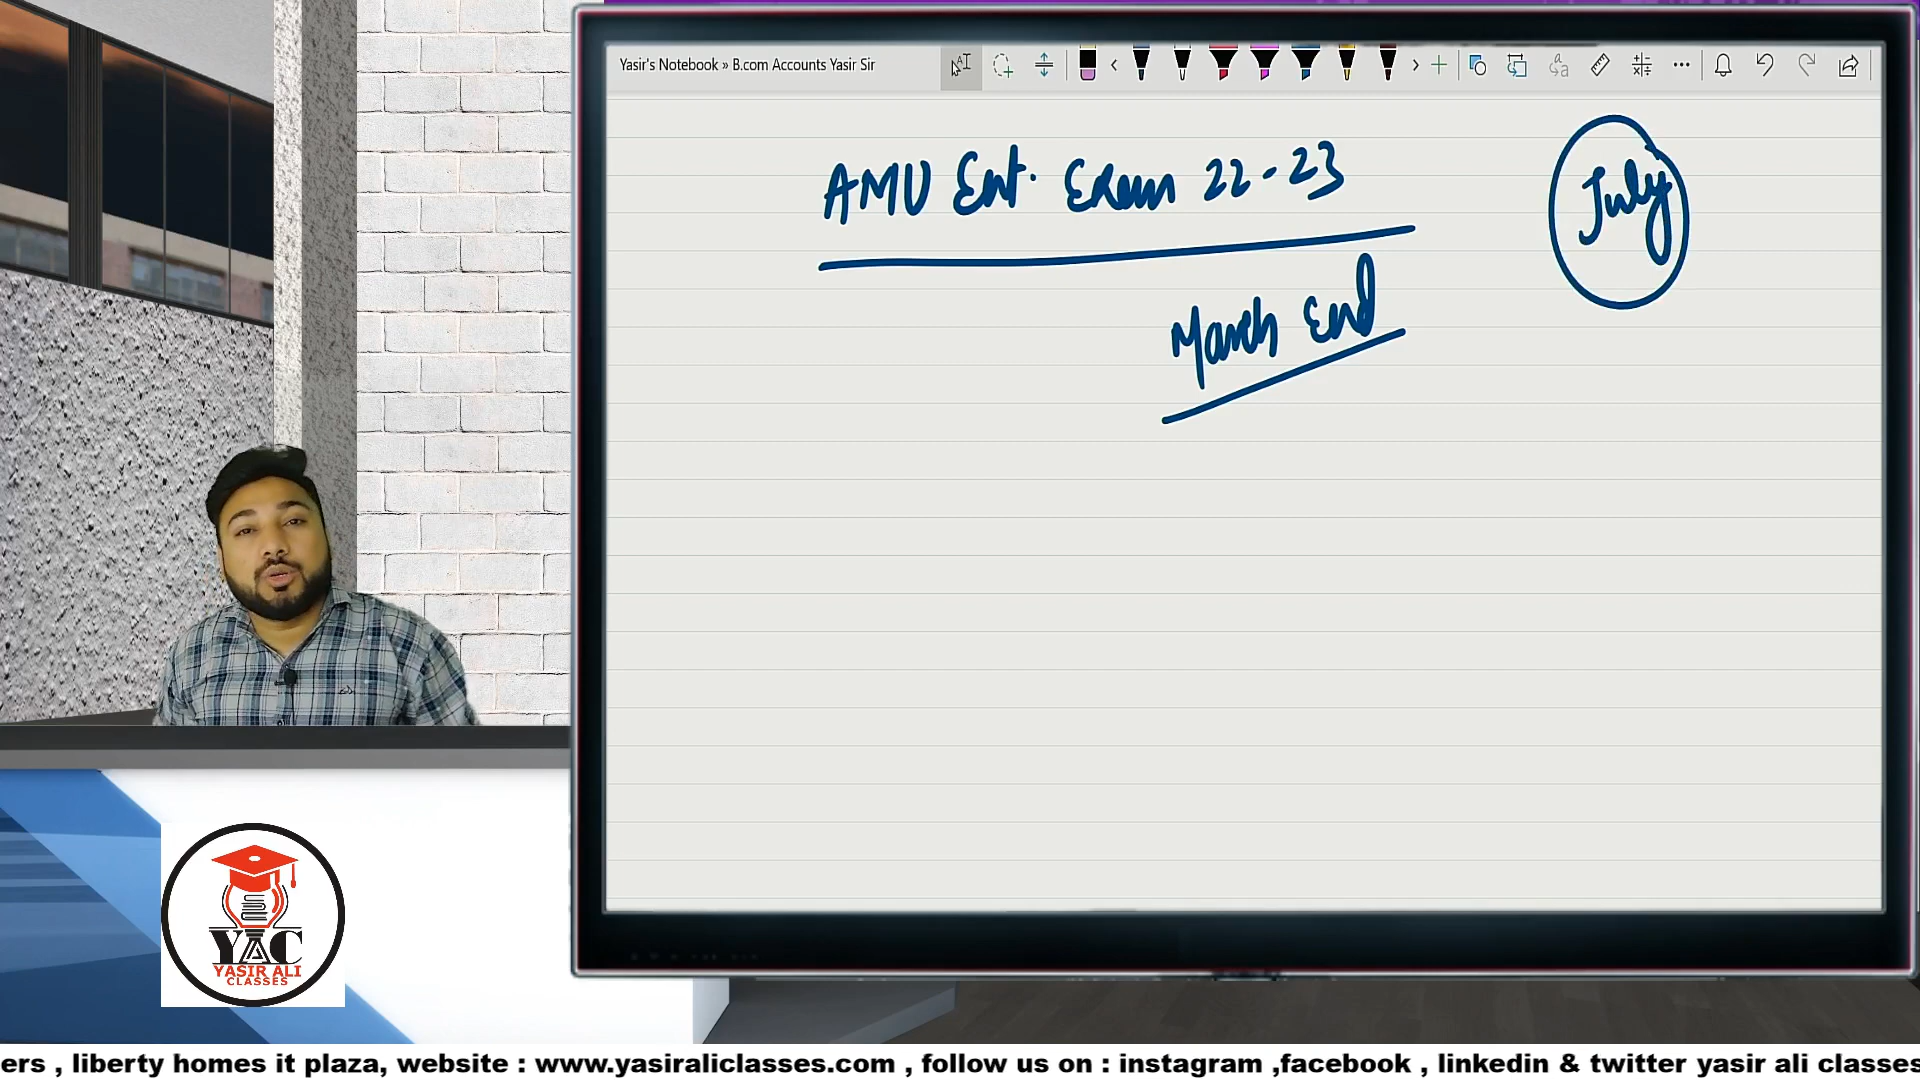 Yasir's Notebook » B.com Accounts Yasir Sir
AMU Ent. Exam 22-23
July
March End
YAC
YASIR ALI
CLASSES
ers , liberty homes it plaza, website : www.yasiraliclasses.com , follow us on : instagram ,facebook , linkedin & twitter yasir ali classes